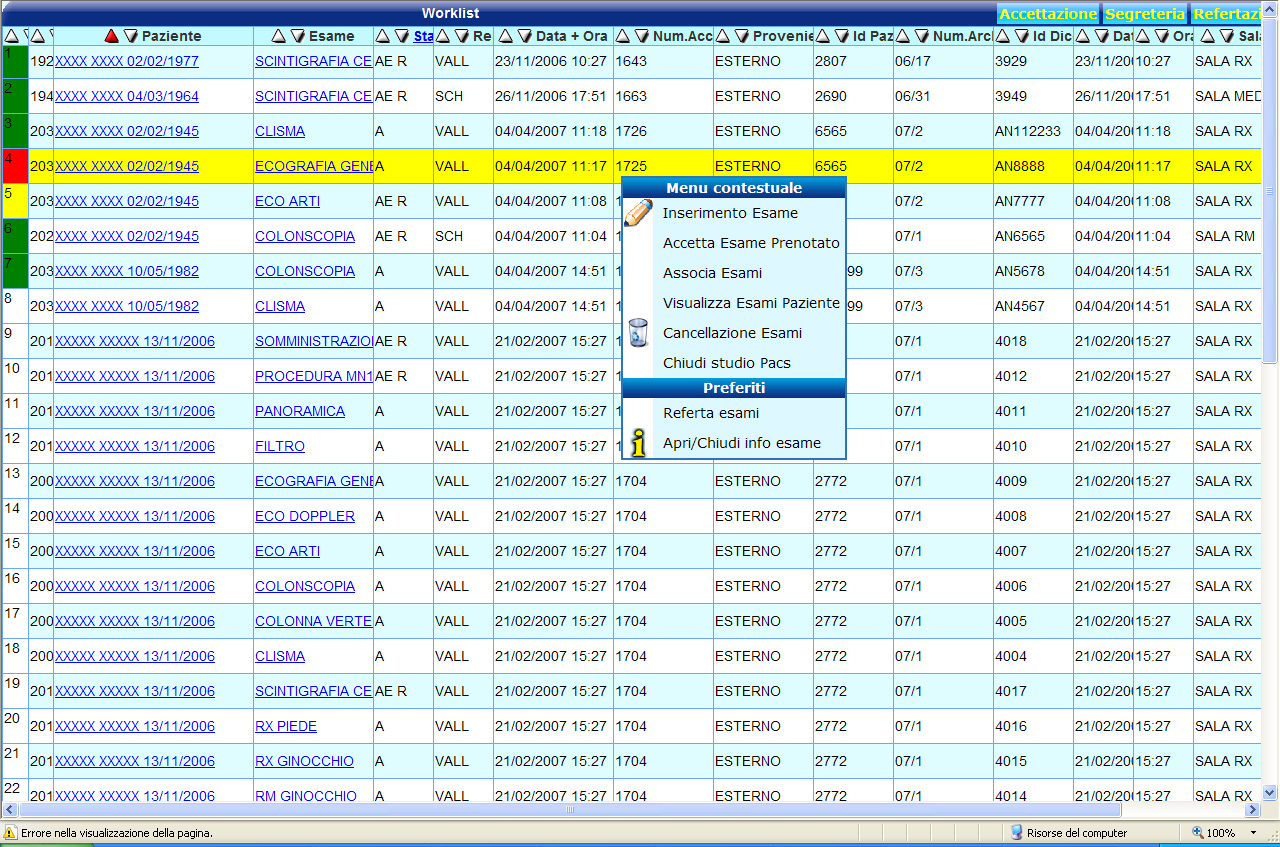 Worklist Accettazione Segreteria Refertazi
Paziente Esame Sta Re Data + Ora Num.Acc Provenie Id Paz Num.Archi Id Dic Dat Ora Sala
1 192 XXXX XXXX 02/02/1977 SCINTIGRAFIA CE AE R VALL 23/11/2006 10:27 1643 ESTERNO 2807 06/17 3929 23/11/200 10:27 SALA RX
2 194 XXXX XXXX 04/03/1964 SCINTIGRAFIA CE AE R SCH 26/11/2006 17:51 1663 ESTERNO 2690 06/31 3949 26/11/200 17:51 SALA MED
3 203 XXXX XXXX 02/02/1945 CLISMA A VALL 04/04/2007 11:18 1726 ESTERNO 6565 07/2 AN112233 04/04/200 11:18 SALA RX
4 203 XXXX XXXX 02/02/1945 ECOGRAFIA GENE A VALL 04/04/2007 11:17 1725 ESTERNO 6565 07/2 AN8888 04/04/200 11:17 SALA RX
Menu contestuale
5 203 XXXX XXXX 02/02/1945 ECO ARTI AE R VALL 04/04/2007 11:08 07/2 AN7777 04/04/200 11:08 SALA RX
Inserimento Esame
6 202 XXXX XXXX 02/02/1945 COLONSCOPIA AE R SCH 04/04/2007 11:04 07/1 AN6565 04/04/200 11:04 SALA RM
Accetta Esame Prenotato
7 203 XXXX XXXX 10/05/1982 COLONSCOPIA A VALL 04/04/2007 14:51 99 07/3 AN5678 04/04/200 14:51 SALA RX
Associa Esami
8 203 XXXX XXXX 10/05/1982 CLISMA A VALL 04/04/2007 14:51 99 07/3 AN4567 04/04/200 14:51 SALA RX
Visualizza Esami Paziente
9 201 XXXXX XXXXX 13/11/2006 SOMMINISTRAZIO AE R VALL 21/02/2007 15:27 07/1 4018 21/02/200 15:27 SALA RX
Cancellazione Esami
10 201 XXXXX XXXXX 13/11/2006 PROCEDURA MN1 AE R VALL 21/02/2007 15:27 07/1 4012 21/02/200 15:27 SALA RX
Chiudi studio Pacs
Preferiti
11 201 XXXXX XXXXX 13/11/2006 PANORAMICA A VALL 21/02/2007 15:27 07/1 4011 21/02/200 15:27 SALA RX
Referta esami
12 201 XXXXX XXXXX 13/11/2006 FILTRO A VALL 21/02/2007 15:27 07/1 4010 21/02/200 15:27 SALA RX
Apri/Chiudi info esame
13 200 XXXXX XXXXX 13/11/2006 ECOGRAFIA GENE A VALL 21/02/2007 15:27 1704 ESTERNO 2772 07/1 4009 21/02/200 15:27 SALA RX
14 200 XXXXX XXXXX 13/11/2006 ECO DOPPLER A VALL 21/02/2007 15:27 1704 ESTERNO 2772 07/1 4008 21/02/200 15:27 SALA RX
15 200 XXXXX XXXXX 13/11/2006 ECO ARTI A VALL 21/02/2007 15:27 1704 ESTERNO 2772 07/1 4007 21/02/200 15:27 SALA RX
16 200 XXXXX XXXXX 13/11/2006 COLONSCOPIA A VALL 21/02/2007 15:27 1704 ESTERNO 2772 07/1 4006 21/02/200 15:27 SALA RX
17 200 XXXXX XXXXX 13/11/2006 COLONNA VERTE A VALL 21/02/2007 15:27 1704 ESTERNO 2772 07/1 4005 21/02/200 15:27 SALA RX
18 200 XXXXX XXXXX 13/11/2006 CLISMA A VALL 21/02/2007 15:27 1704 ESTERNO 2772 07/1 4004 21/02/200 15:27 SALA RX
19 201 XXXXX XXXXX 13/11/2006 SCINTIGRAFIA CE AE R VALL 21/02/2007 15:27 1704 ESTERNO 2772 07/1 4017 21/02/200 15:27 SALA RX
20 201 XXXXX XXXXX 13/11/2006 RX PIEDE A VALL 21/02/2007 15:27 1704 ESTERNO 2772 07/1 4016 21/02/200 15:27 SALA RX
21 201 XXXXX XXXXX 13/11/2006 RX GINOCCHIO A VALL 21/02/2007 15:27 1704 ESTERNO 2772 07/1 4015 21/02/200 15:27 SALA RX
22 201 XXXXX XXXXX 13/11/2006 RM GINOCCHIO A VALL 21/02/2007 15:27 1704 ESTERNO 2772 07/1 4014 21/02/200 15:27 SALA RX
Errore nella visualizzazione della pagina. Risorse del computer 100%